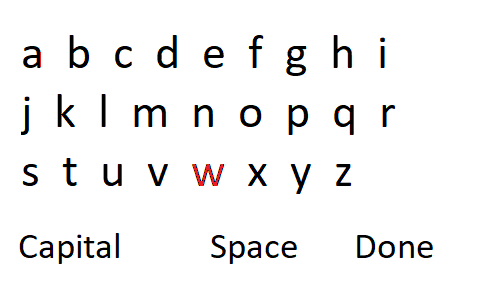 a b c d e f g h i
j k l m n o p q r
s t u v w x y z
Capital Space Done